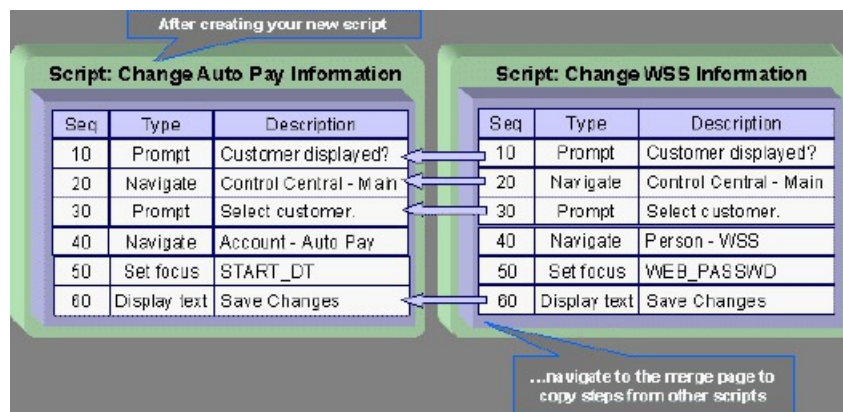 After creating your new script
Script: Change Auto Pay Information
Seq Type Description
10 Prompt Customer displayed?
20 Navigate Control Central - Main
30 Prompt Select customer.
40 Navigate Account - Auto Pay
50 Set focus START_DT
60 Display text Save Changes
Script: Change WSS Information
Seq Type Description
10 Prompt Customer displayed?
20 Navigate Control Central - Main
30 Prompt Select customer.
40 Navigate Person - WSS
50 Set focus WEB_PASSWD
60 Display text Save Changes
...navigate to the merge page to
copy steps from other scripts